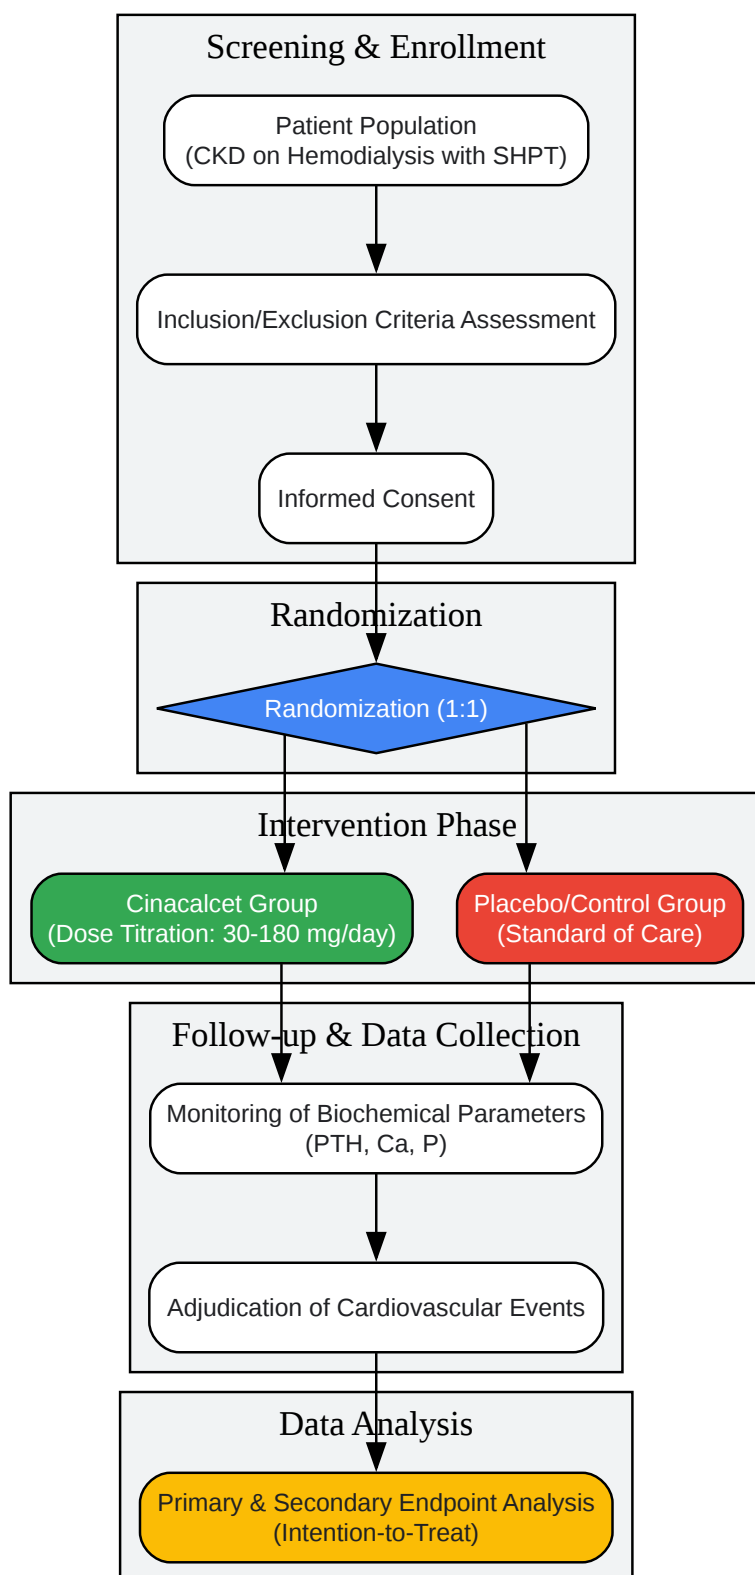 Screening & Enrollment
Patient Population
(CKD on Hemodialysis with SHPT)
Inclusion/Exclusion Criteria Assessment
Informed Consent
Randomization
Randomization (1:1)
Intervention Phase
Cinacalcet Group
(Dose Titration: 30-180 mg/day)
Placebo/Control Group
(Standard of Care)
Follow-up & Data Collection
Monitoring of Biochemical Parameters
(PTH, Ca, P)
Adjudication of Cardiovascular Events
Data Analysis
Primary & Secondary Endpoint Analysis
(Intention-to-Treat)